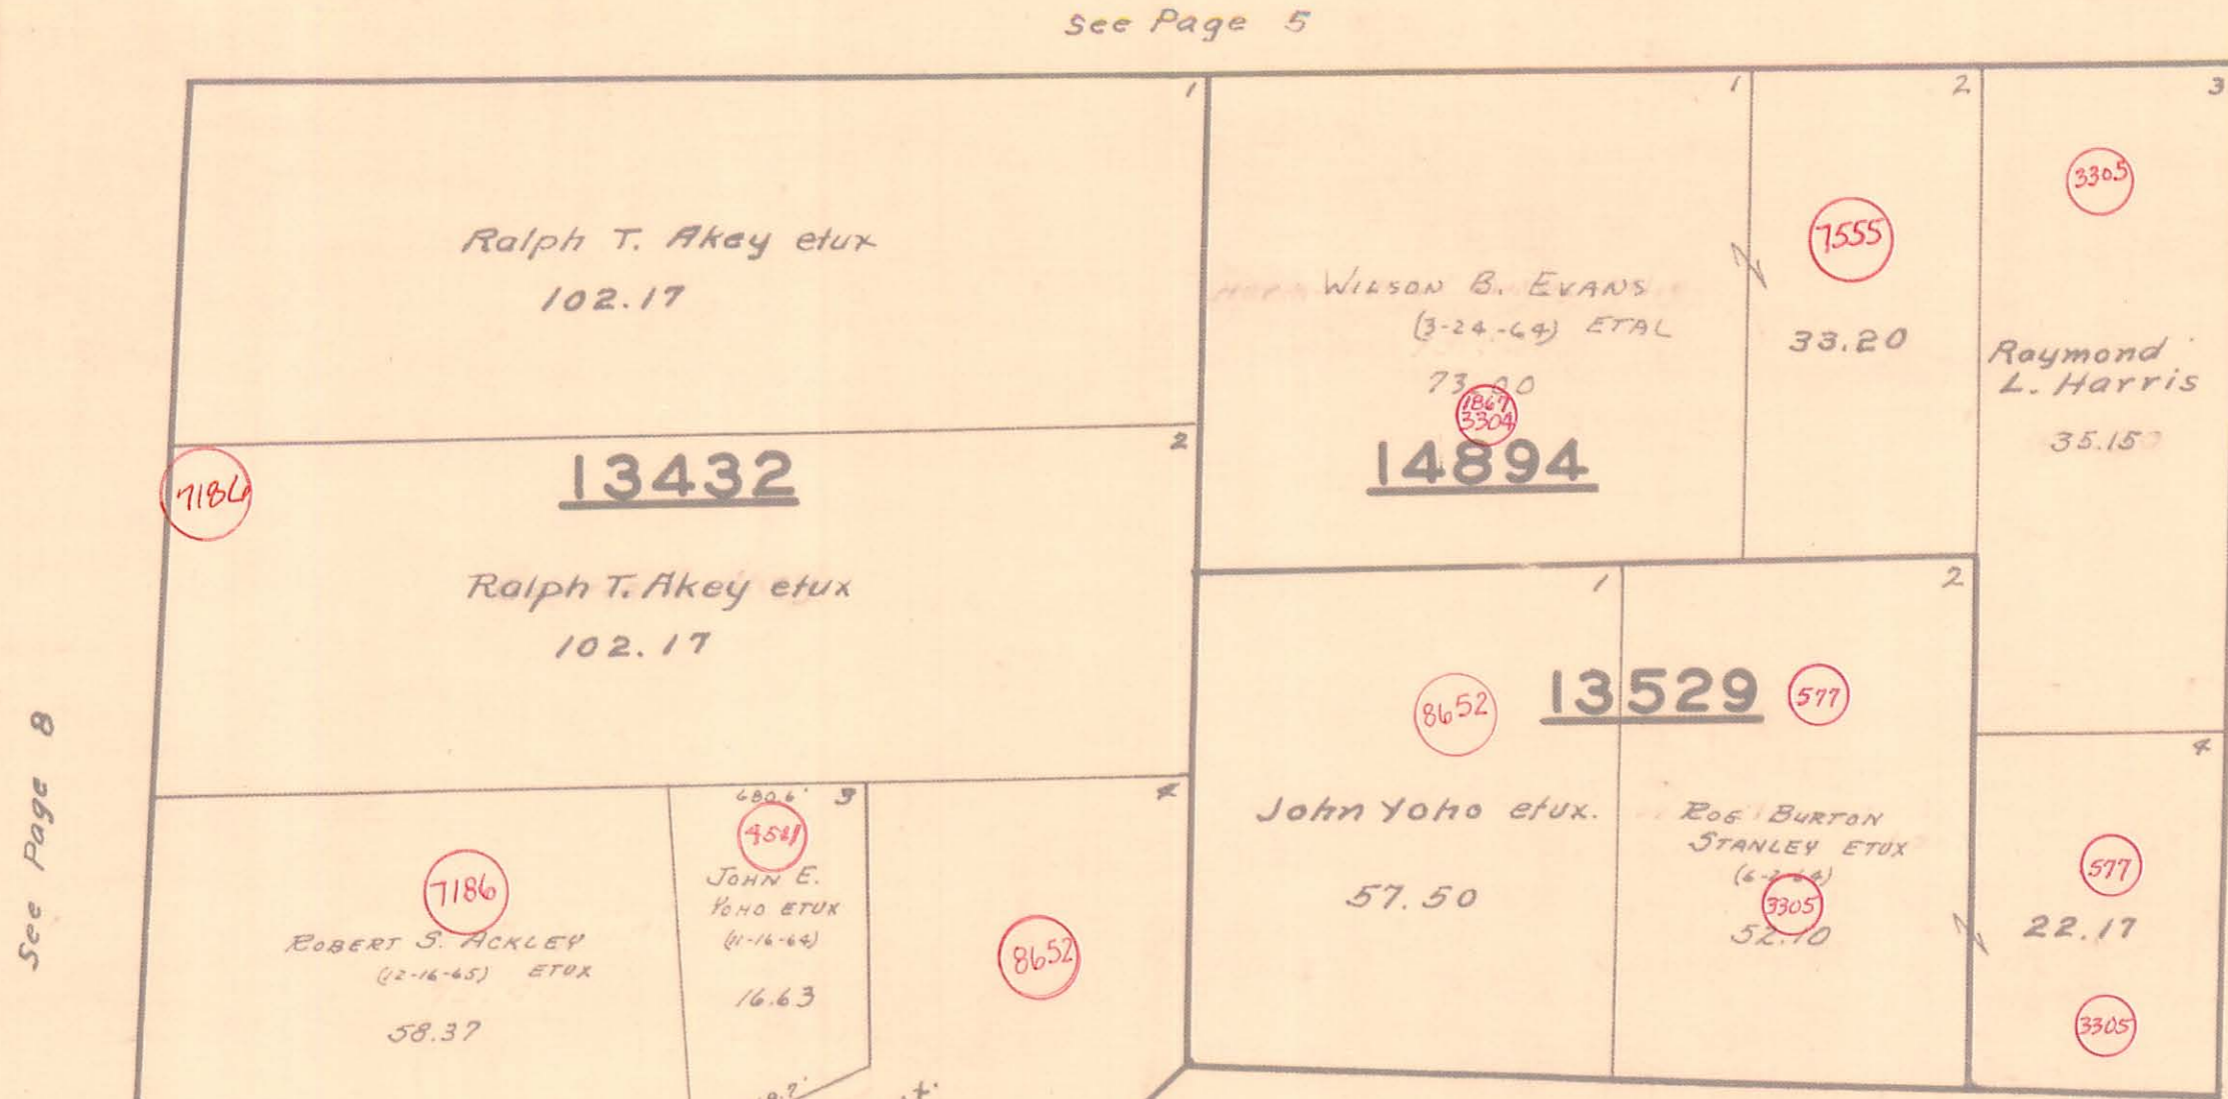 See Page 5
1
Ralph T. Akey etux
102.17
2
13432
7186
Ralph T. Akey etux
102.17
See Page 8
7186
ROBERT S. ACKLEY
(12-16-65) ETUX
58.37
680.6' 3
4521
JOHN E.
YOHO ETUX
(11-16-64)
16.63
4
8652
1
WILSON B. EVANS
(3-24-64) ETAL
73.00
1867
3304
14894
2
7555
33.20
3
3305
Raymond
L. Harris
35.15
1
8652
13529
577
John Yoho etux.
57.50
2
ROE BURTON
STANLEY ETUX
3305
52.10
4
577
22.17
3305